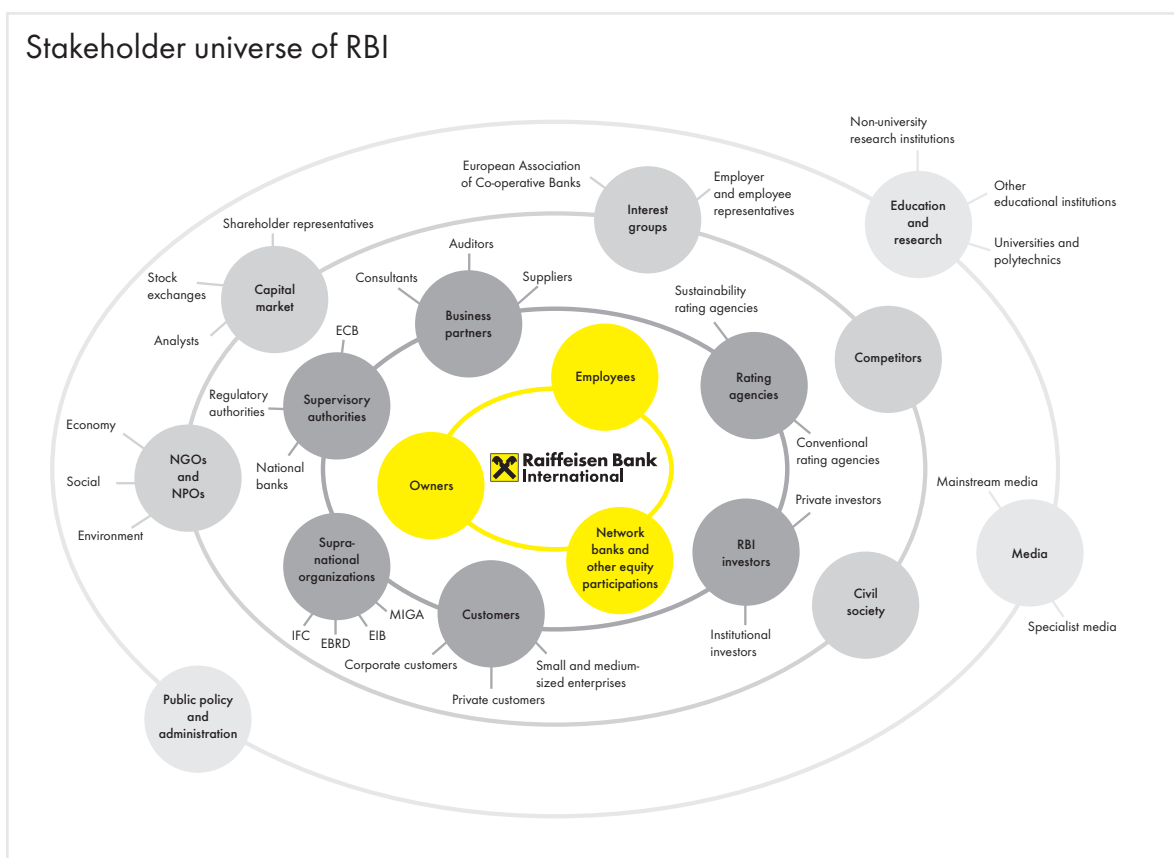 Stakeholder universe of RBI
Non-university
research institutions
European Association
of Co-operative Banks
Interest
groups
Employer
and employee
representatives
Education
and
research
Other
educational institutions
Universities and
polytechnics
Shareholder representatives
Stock
exchanges
Capital
market
Analysts
Auditors
Consultants
Suppliers
Business
partners
Sustainability
rating agencies
ECB
Regulatory
authorities
Supervisory
authorities
National
banks
Employees
Rating
agencies
Conventional
rating agencies
Competitors
Economy
Social
Environment
NGOs
and
NPOs
Owners
Raiffeisen Bank
International
Network
banks and
other equity
participations
Private investors
RBI
investors
Institutional
investors
Mainstream media
Media
Specialist media
Supra-
national
organizations
IFC
EBRD
EIB
MIGA
Customers
Corporate customers
Private customers
Small and medium-
sized enterprises
Civil
society
Public policy
and
administration